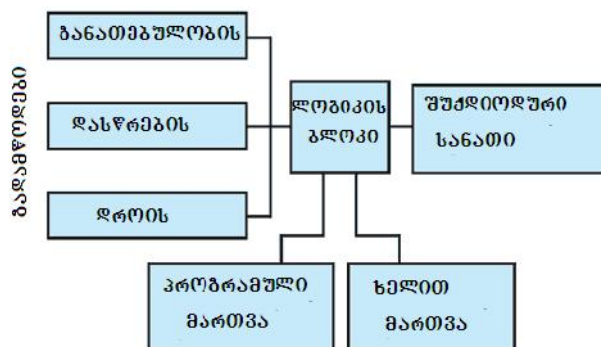 გადამწოდები
განათებულობის
დასწრების
დროის
ლოგიკის
ბლოკი
შუქდიოდური
სანათი
პროგრამული
მართვა
ხელით
მართვა